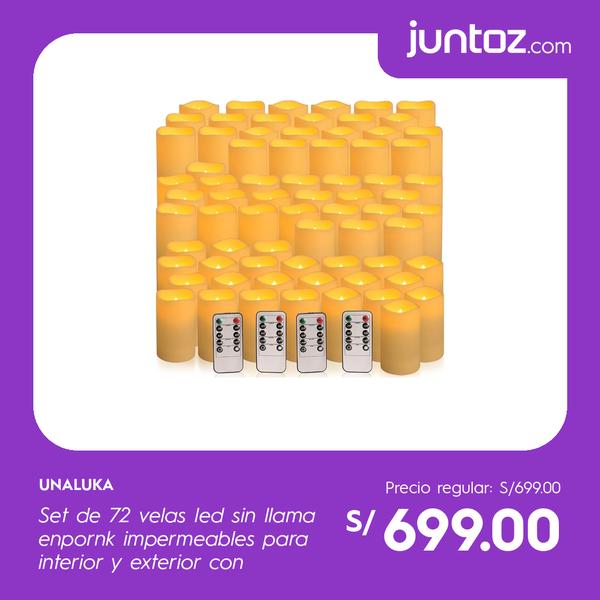 juntoz.com
UNALUKA
Set de 72 velas led sin llama
enpornk impermeables para
interior y exterior con
Precio regular: S/699.00
S/ 699.00